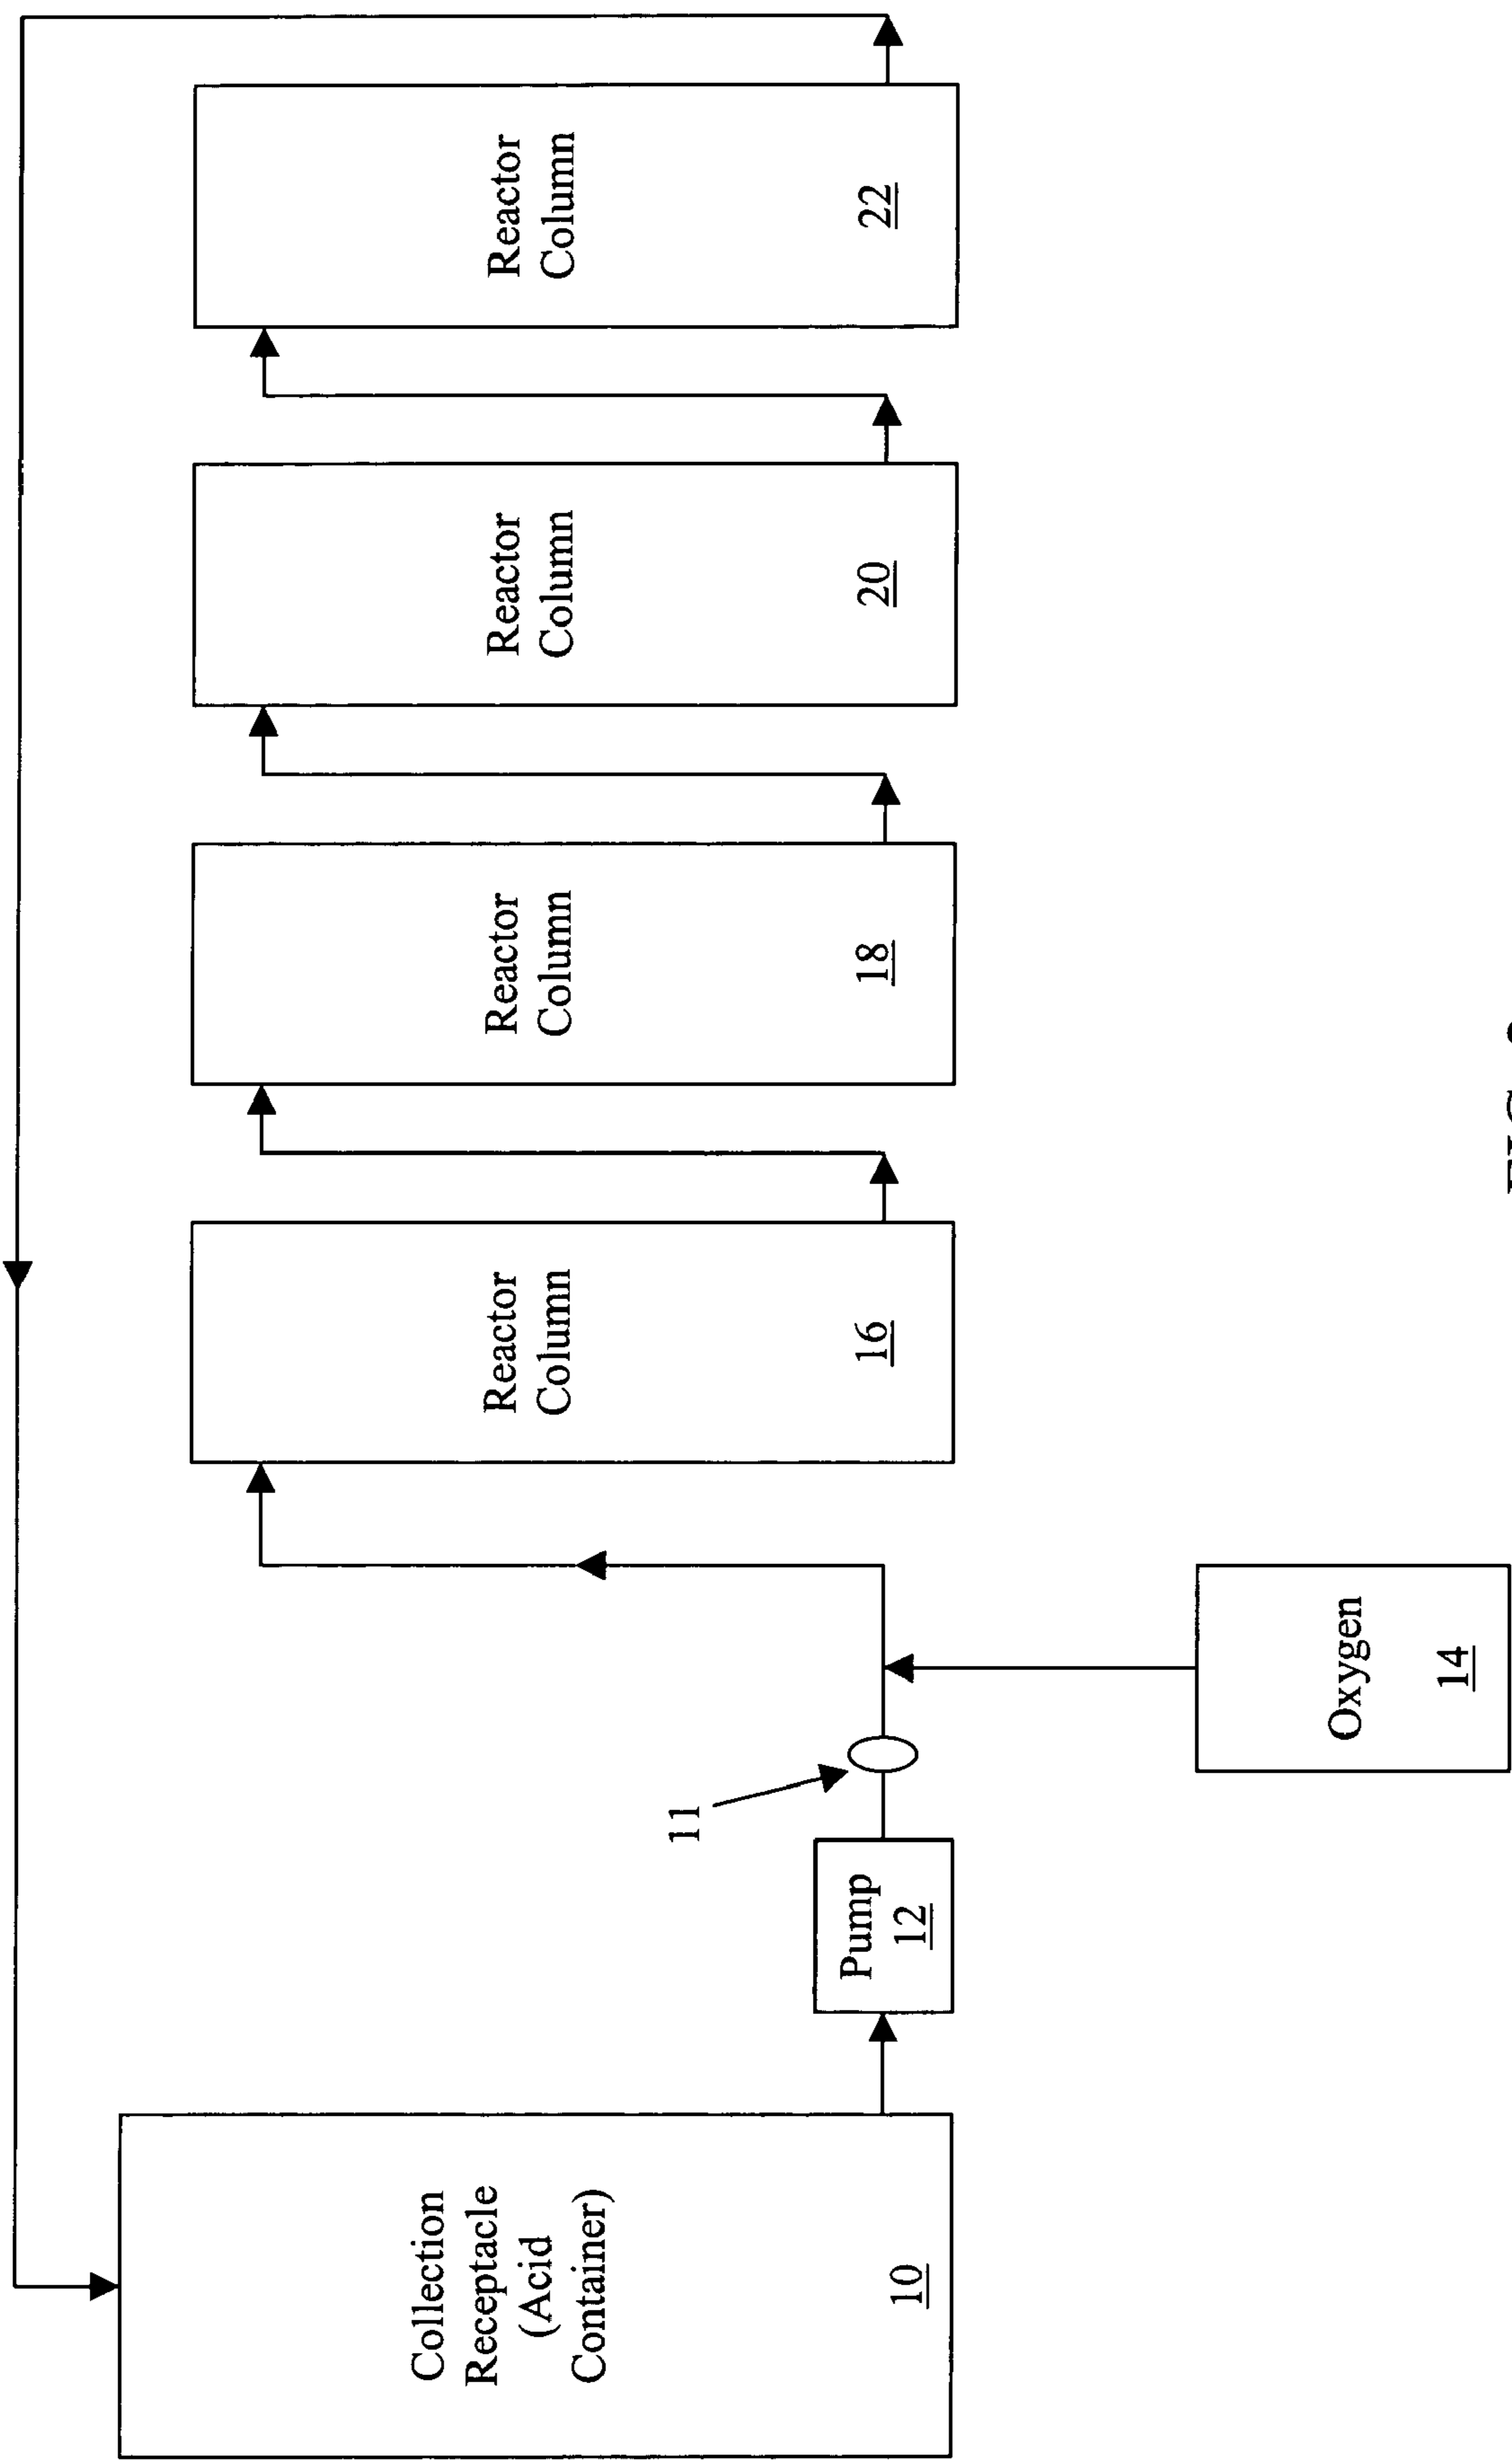 Collection
Receptacle
(Acid
Container)
10
Pump
12
11
Oxygen
14
Reactor
Column
16
Reactor
Column
18
Reactor
Column
20
Reactor
Column
22